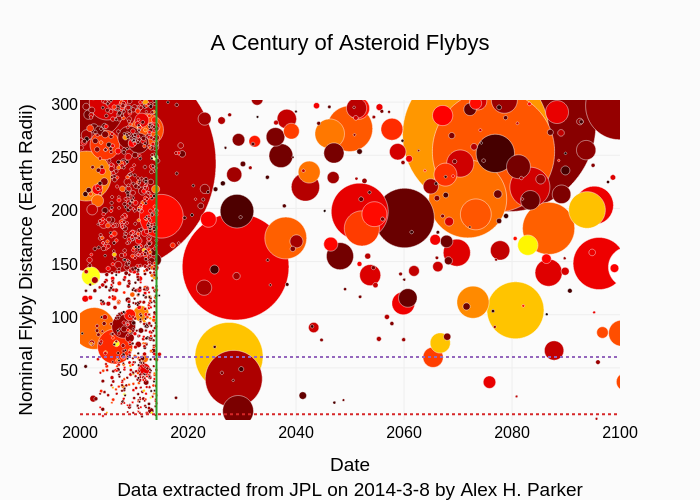 A Century of Asteroid Flybys
Nominal Flyby Distance (Earth Radii)
300
250
200
150
100
50
2000 2020 2040 2060 2080 2100
Date
Data extracted from JPL on 2014-3-8 by Alex H. Parker